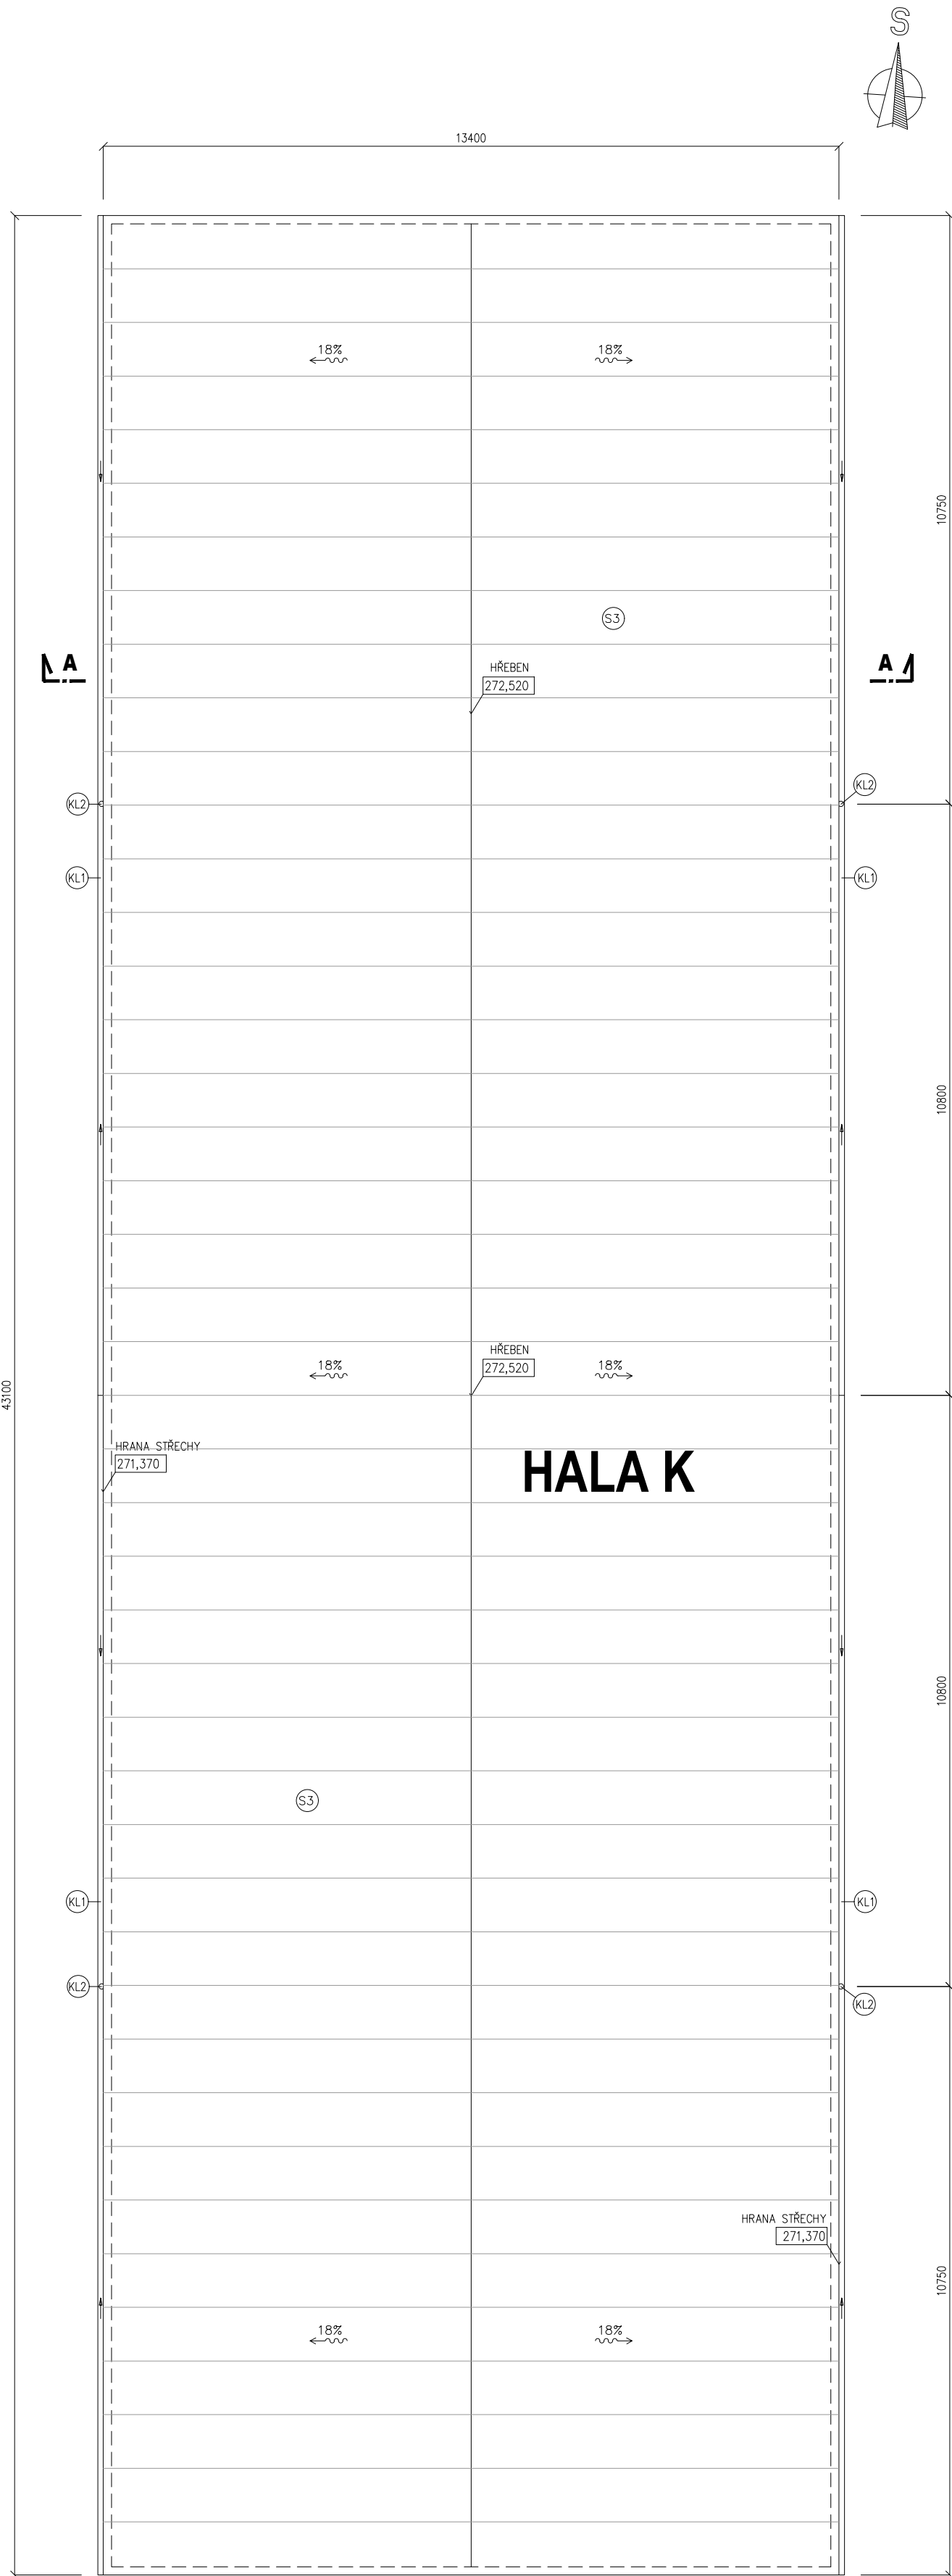 S
13400
18%
18%
10750
S3
A
A
HŘEBEN
272,520
KL2
KL2
KL1
KL1
10800
HŘEBEN
18%
272,520
18%
43100
HRANA STŘECHY
271,370
HALA K
10800
S3
KL1
KL1
KL2
KL2
HRANA STŘECHY
271,370
10750
18%
18%